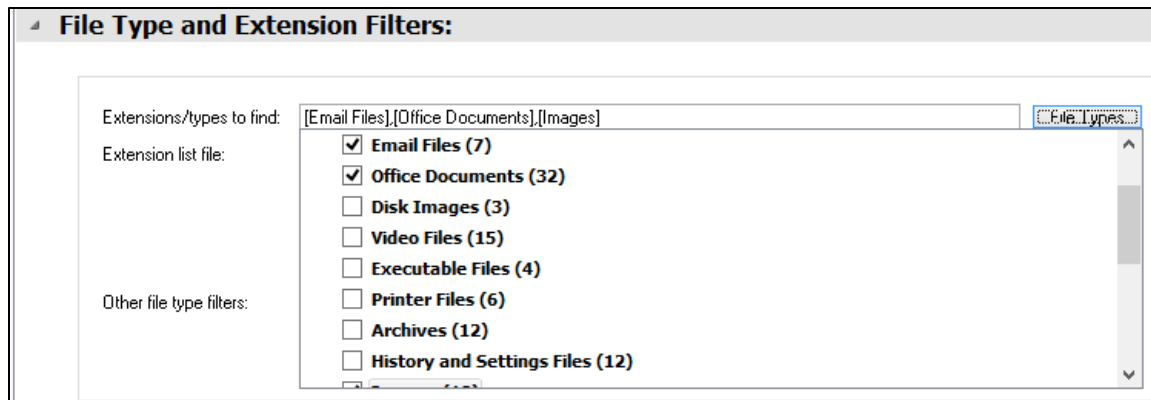 File Type and Extension Filters:
Extensions/types to find: [Email Files],[Office Documents],[Images] File Types
Extension list file:
Email Files (7)
Office Documents (32)
Disk Images (3)
Video Files (15)
Executable Files (4)
Other file type filters:
Printer Files (6)
Archives (12)
History and Settings Files (12)